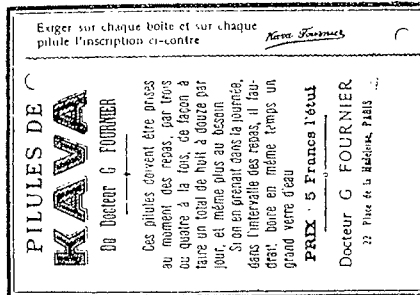 Exiger sur chaque boîte et sur chaque
pilule l'inscription ci-contre
Kava Fournier
PILULES DE
KAVA
Du Docteur G FOURNIER
Ces pilules doivent être prises
au moment des repas, par trois
ou quatre à la fois, de façon à
faire un total de huit à douze par
jour, et même plus au besoin
Si on en prenait dans la journée,
dans l'intervalle des repas, il fau-
drait boire en même temps un
grand verre d'eau
PRIX · 5 Francs l'étui
Docteur G FOURNIER
22 Place de la Madeleine, PARIS